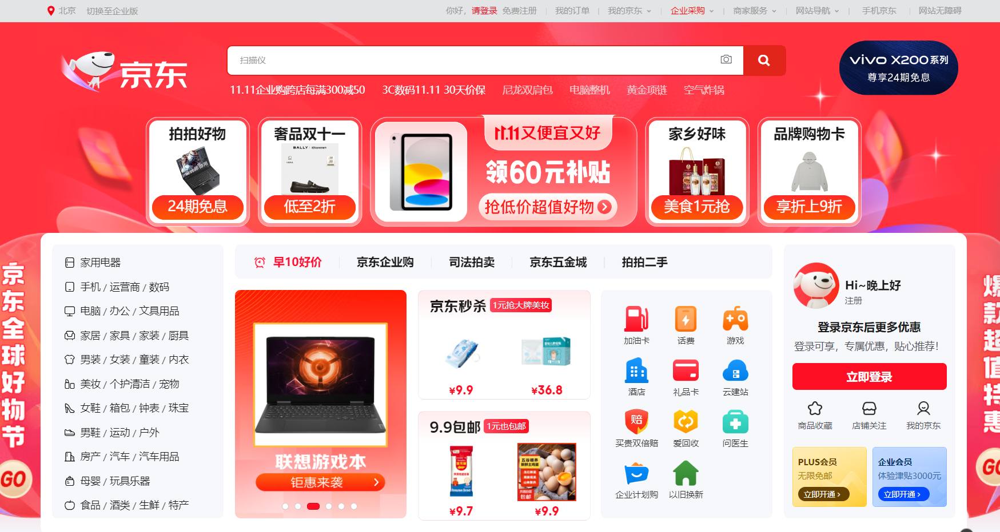 北京
切换至企业版
你好，请登录 免费注册
我的订单
我的京东
企业采购
商家服务
网站导航
手机京东
网站无障碍
京东
扫描仪
vivo X200系列
尊享24期免息
11.11企业购跨店每满300减50 3C数码11.11 30天价保 尼龙双肩包 电脑整机 黄金项链 空气炸锅
拍拍好物
24期免息
奢品双十一
BALLY
低至2折
11.11又便宜又好
领60元补贴
抢低价超值好物
家乡好味
美食1元抢
品牌购物卡
享折上9折
京东全球好物节
GO
家用电器
手机 / 运营商 / 数码
电脑 / 办公 / 文具用品
家居 / 家具 / 家装 / 厨具
男装 / 女装 / 童装 / 内衣
美妆 / 个护清洁 / 宠物
女鞋 / 箱包 / 钟表 / 珠宝
男鞋 / 运动 / 户外
房产 / 汽车 / 汽车用品
母婴 / 玩具乐器
食品 / 酒类 / 生鲜 / 特产
早10好价
京东企业购
司法拍卖
京东五金城
拍拍二手
联想游戏本
钜惠来袭
京东秒杀 1元抢大牌美妆
¥9.9
¥36.8
9.9包邮 1元也包邮
五谷喂养
新鲜土鸡蛋
包邮
¥9.7
¥9.9
加油卡
话费
游戏
酒店
礼品卡
云建站
赔
买贵双倍赔
爱回收
问医生
企业计划购
以旧换新
Hi~晚上好
注册
登录京东后更多优惠
登录可享，专属优惠，贴心推荐！
立即登录
商品收藏
店铺关注
我的京东
PLUS会员
无限免邮
立即开通 ›
企业会员
体验津贴3000元
立即开通 ›
爆款超值特惠
GO